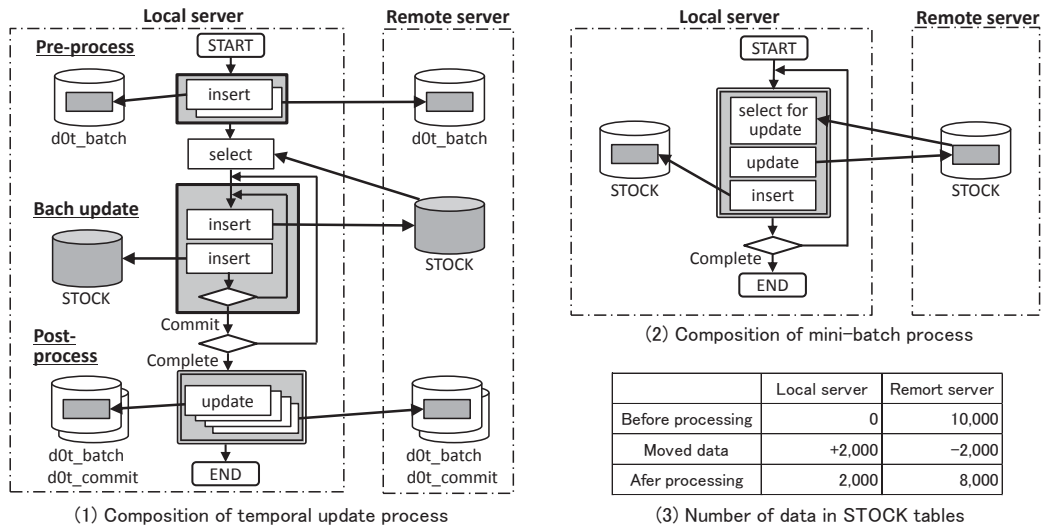 Local server
Remote server
Pre-process
START
insert
d0t_batch
d0t_batch
select
Bach update
insert
insert
STOCK
STOCK
Commit
Post-
process
Complete
update
d0t_batch
d0t_commit
d0t_batch
d0t_commit
END
(1) Composition of temporal update process
Local server
Remote server
START
select for
update
update
insert
STOCK
STOCK
Complete
END
(2) Composition of mini-batch process
Local server Remort server
Before processing 0 10,000
Moved data +2,000 −2,000
Afer processing 2,000 8,000
(3) Number of data in STOCK tables